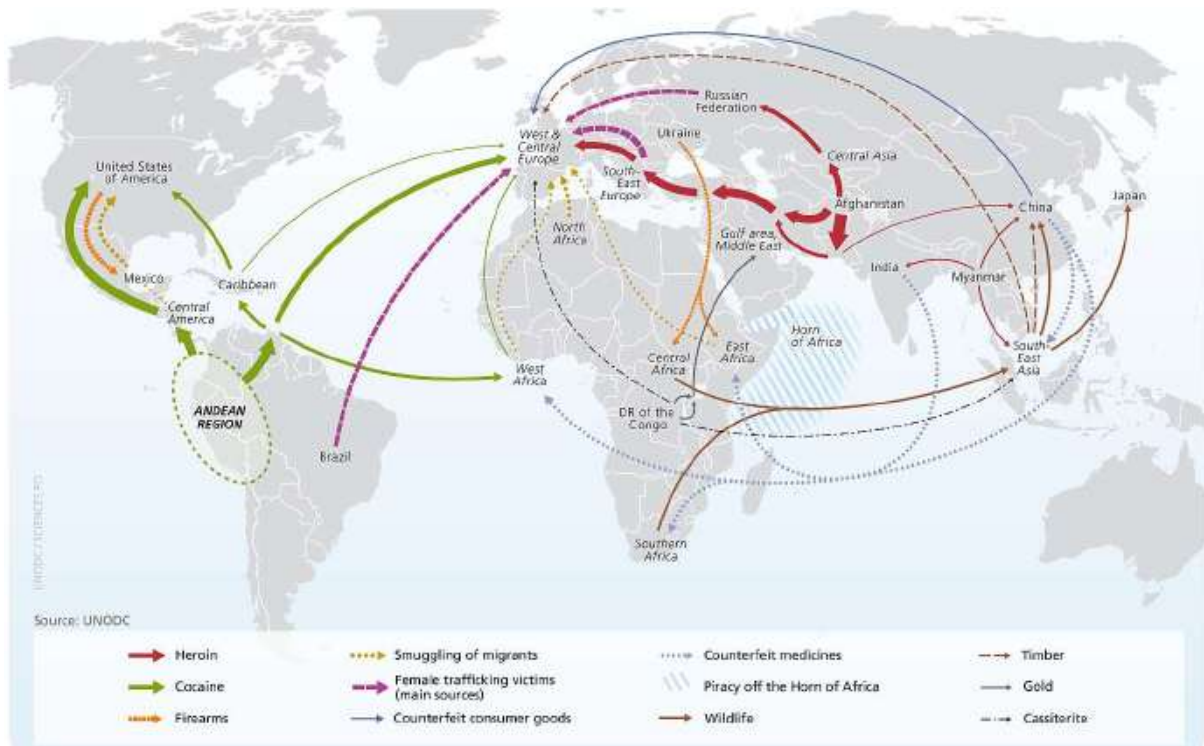 Russian
Federation
West &
Central
Europe
Ukraine
United States
of America
Central Asia
South-
East
Europe
Afghanistan
China
Japan
North
Africa
Gulf area,
Middle East
Mexico
Caribbean
India
Myanmar
Central
America
Horn
of Africa
South-
East
Asia
West
Africa
Central
Africa
East
Africa
ANDEAN
REGION
DR of the
Congo
Brazil
Southern
Africa
UNODC / SCIENCES PO
Source: UNODC
Heroin
Smuggling of migrants
Counterfeit medicines
Timber
Cocaine
Female trafficking victims
(main sources)
Piracy off the Horn of Africa
Gold
Firearms
Counterfeit consumer goods
Wildlife
Cassiterite